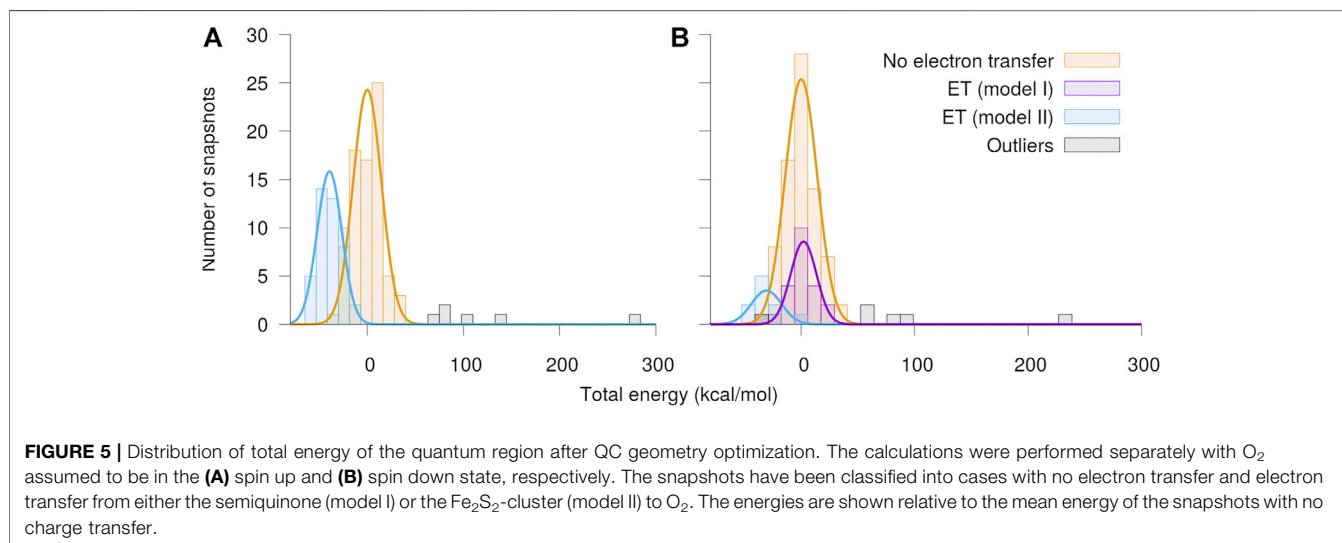 A
B
30
25
20
15
10
5
0
Number of snapshots
No electron transfer
ET (model I)
ET (model II)
Outliers
0 100 200 300
0 100 200 300
Total energy (kcal/mol)
FIGURE 5 | Distribution of total energy of the quantum region after QC geometry optimization. The calculations were performed separately with O₂
assumed to be in the (A) spin up and (B) spin down state, respectively. The snapshots have been classified into cases with no electron transfer and electron
transfer from either the semiquinone (model I) or the Fe₂S₂-cluster (model II) to O₂. The energies are shown relative to the mean energy of the snapshots with no
charge transfer.